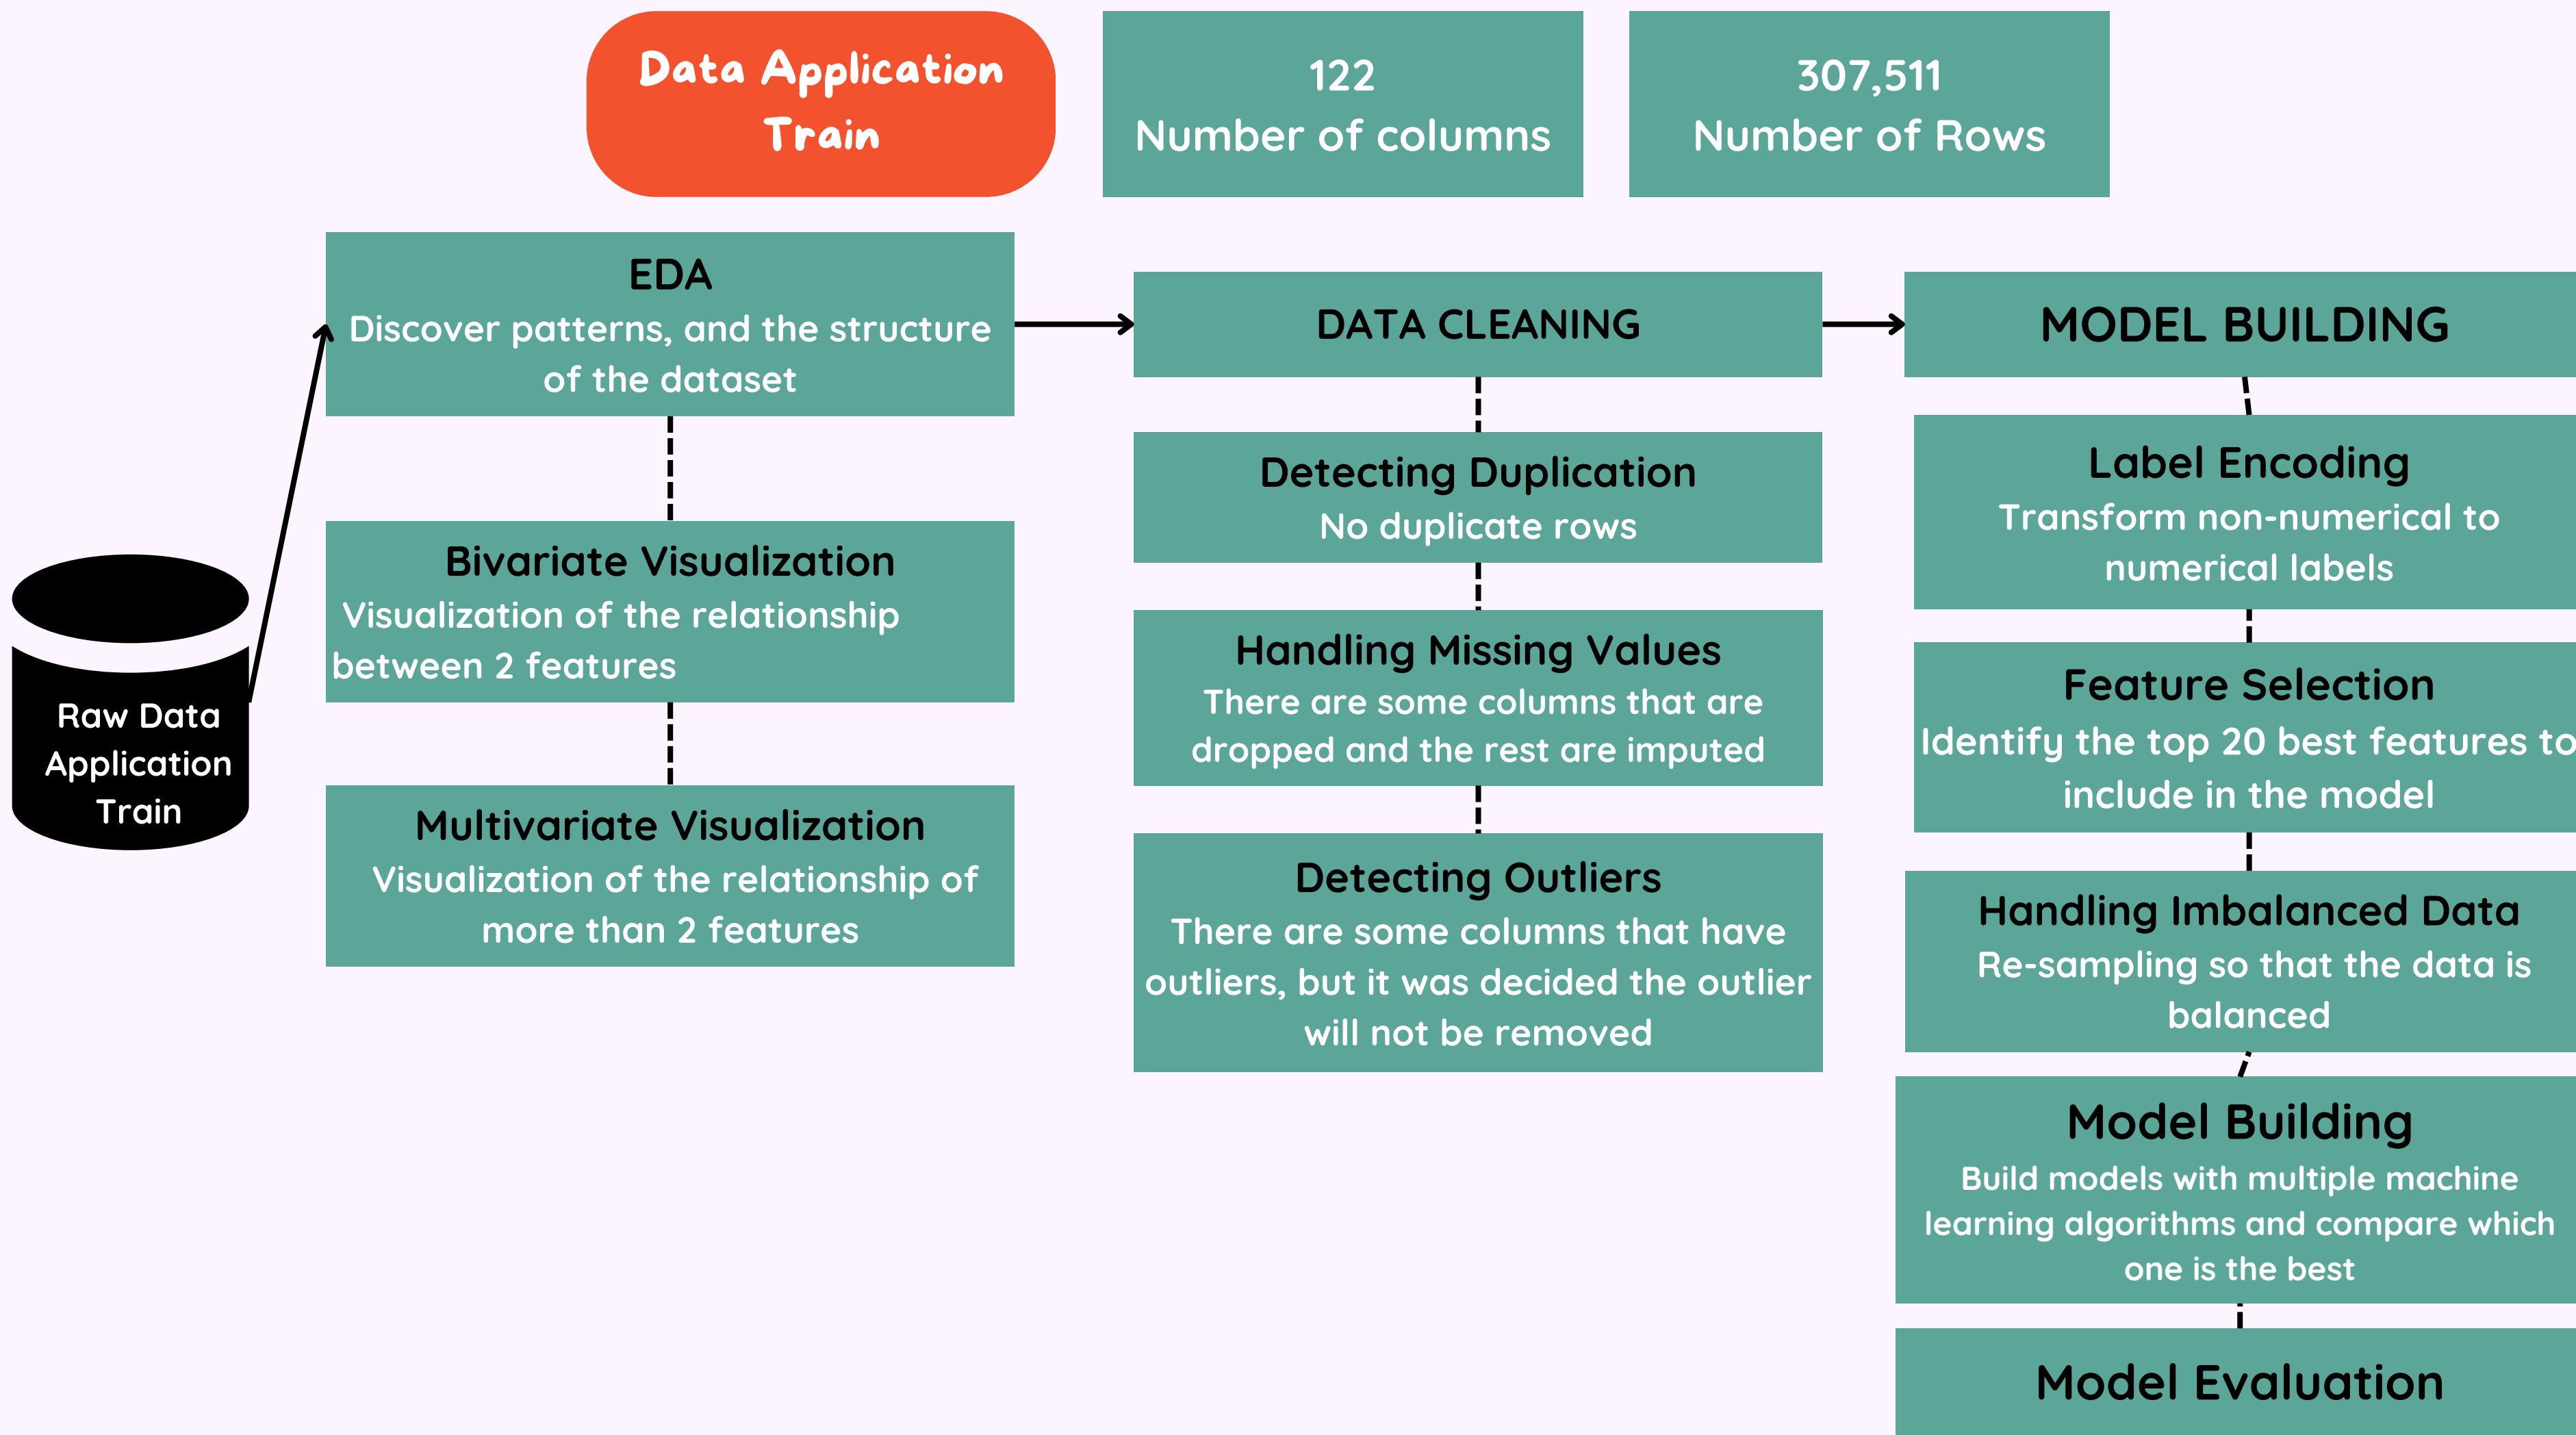 Data Application
Train
122
Number of columns
307,511
Number of Rows
Raw Data
Application
Train
EDA
Discover patterns, and the structure
of the dataset
Bivariate Visualization
Visualization of the relationship
between 2 features
Multivariate Visualization
Visualization of the relationship of
more than 2 features
DATA CLEANING
Detecting Duplication
No duplicate rows
Handling Missing Values
There are some columns that are
dropped and the rest are imputed
Detecting Outliers
There are some columns that have
outliers, but it was decided the outlier
will not be removed
MODEL BUILDING
Label Encoding
Transform non-numerical to
numerical labels
Feature Selection
Identify the top 20 best features to
include in the model
Handling Imbalanced Data
Re-sampling so that the data is
balanced
Model Building
Build models with multiple machine
learning algorithms and compare which
one is the best
Model Evaluation